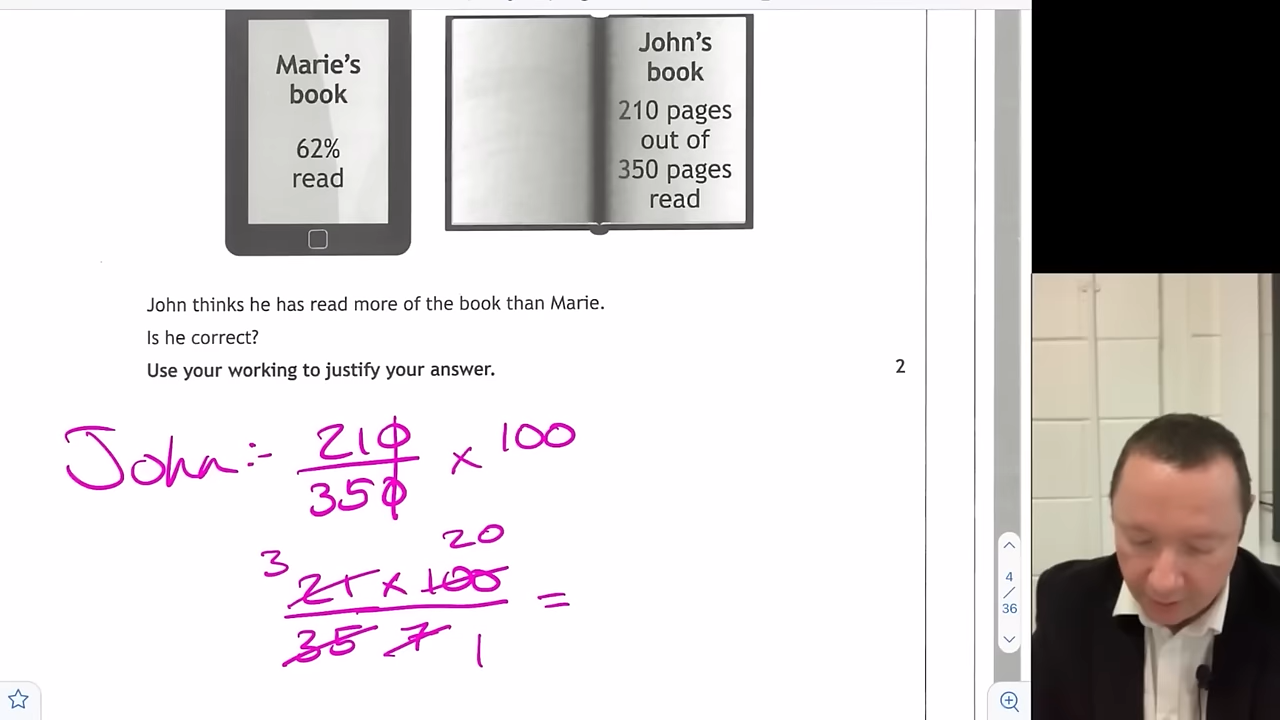 Marie's
book
62%
read
John's
book
210 pages
out of
350 pages
read
John thinks he has read more of the book than Marie.
Is he correct?
Use your working to justify your answer.
2
John:- 210/350 × 100
3 20
21 × 100 =
35 7 1
4
/
36